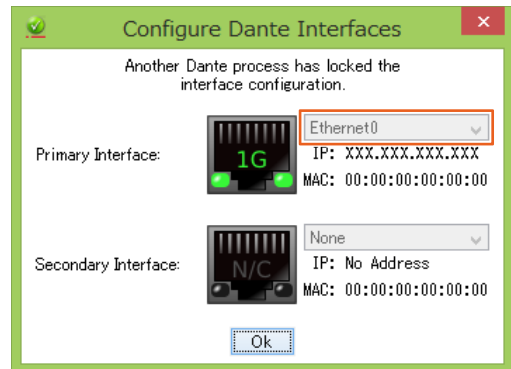 Configure Dante Interfaces
Another Dante process has locked the
interface configuration.
Ethernet0
Primary Interface:
1G
IP: XXX.XXX.XXX.XXX
MAC: 00:00:00:00:00:00
None
Secondary Interface:
N/C
IP: No Address
MAC: 00:00:00:00:00:00
Ok